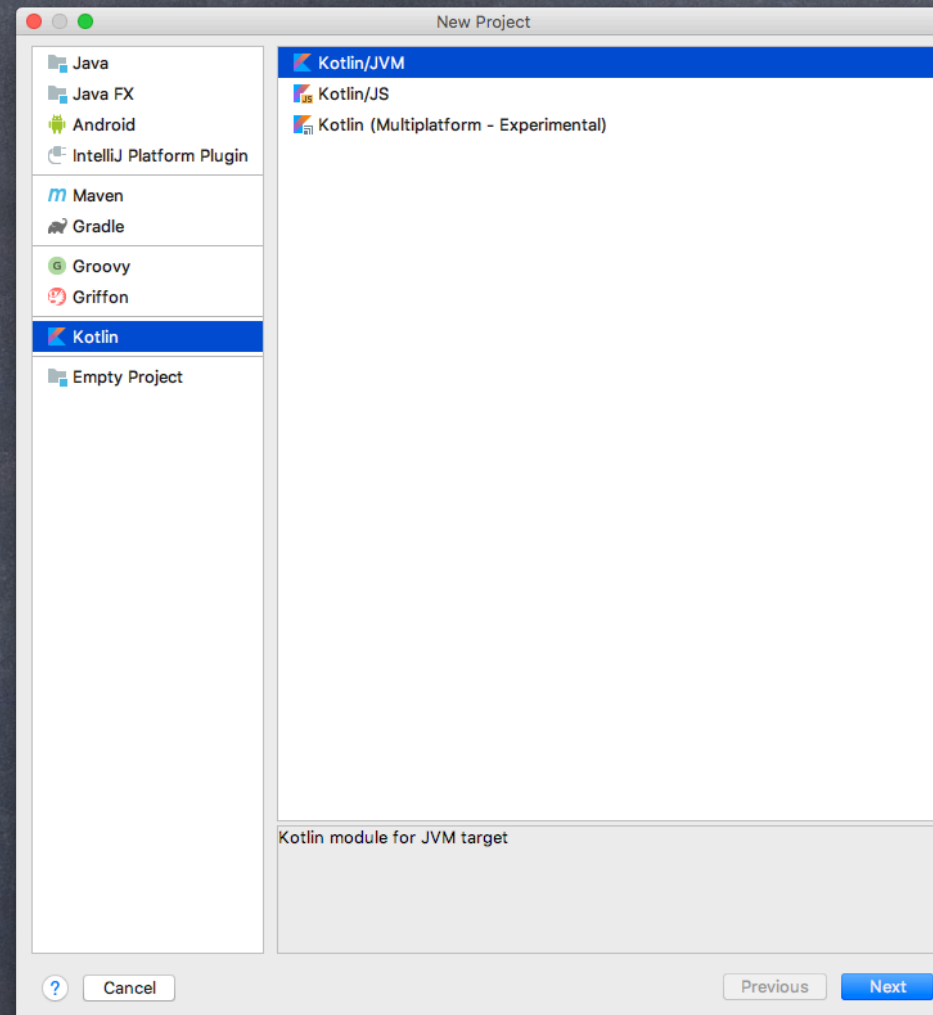 New Project
Java
Java FX
Android
IntelliJ Platform Plugin
m Maven
Gradle
G Groovy
Griffon
Kotlin
Empty Project
Kotlin/JVM
JS Kotlin/JS
Kotlin (Multiplatform - Experimental)
Kotlin module for JVM target
? Cancel
Previous Next